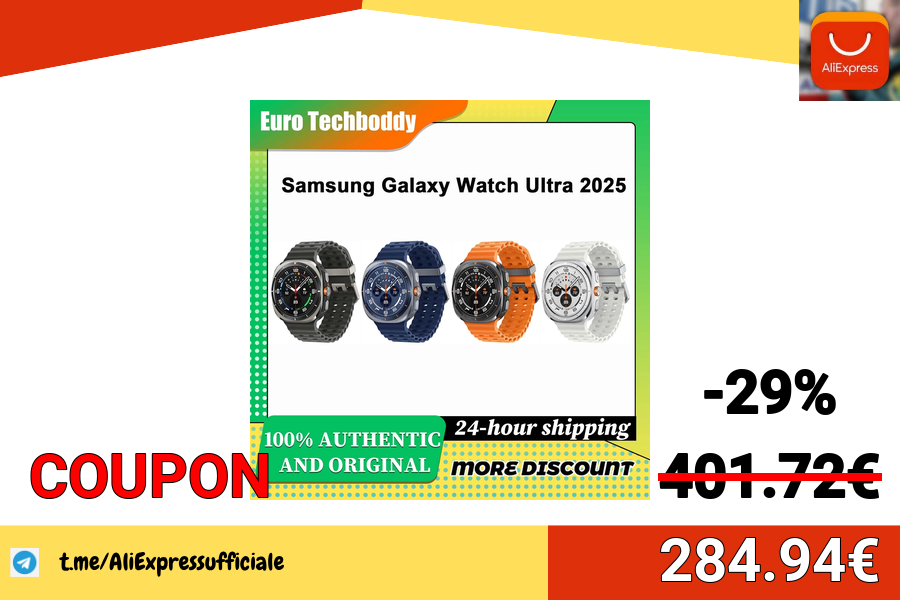 AliExpress
Euro Techboddy
Samsung Galaxy Watch Ultra 2025
-29%
24-hour shipping
100% AUTHENTIC
AND ORIGINAL
MORE DISCOUNT
COUPON
401.72€
t.me/AliExpressufficiale
284.94€